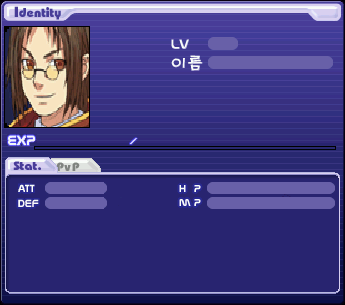 Identity
LV
이름
EXP /
Stat. PvP
ATT H P
DEF M P